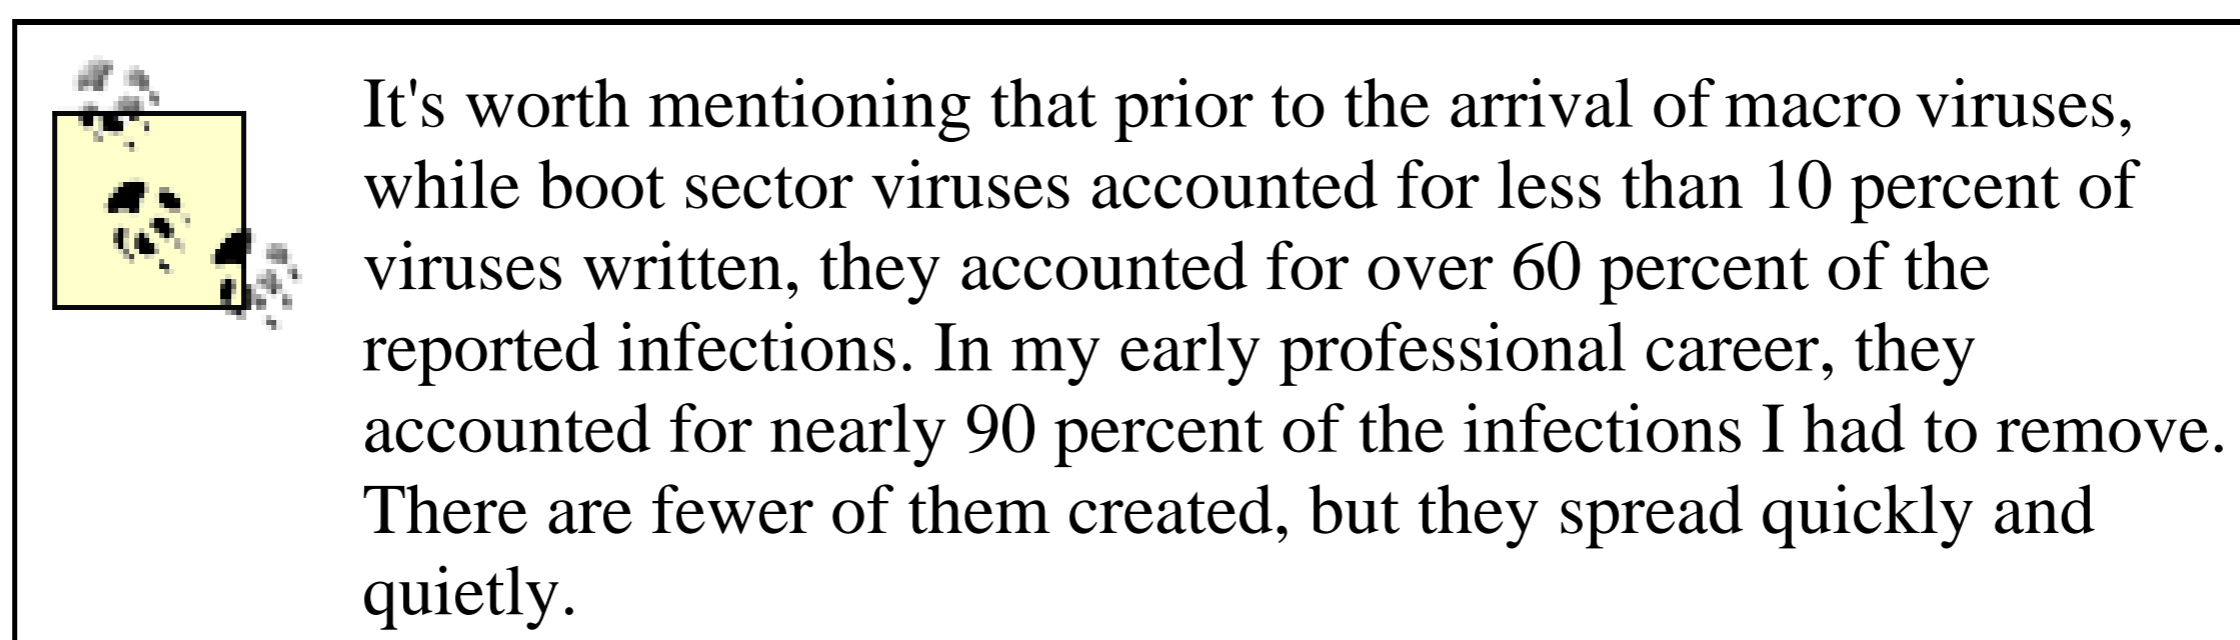 It's worth mentioning that prior to the arrival of macro viruses,
while boot sector viruses accounted for less than 10 percent of
viruses written, they accounted for over 60 percent of the
reported infections. In my early professional career, they
accounted for nearly 90 percent of the infections I had to remove.
There are fewer of them created, but they spread quickly and
quietly.